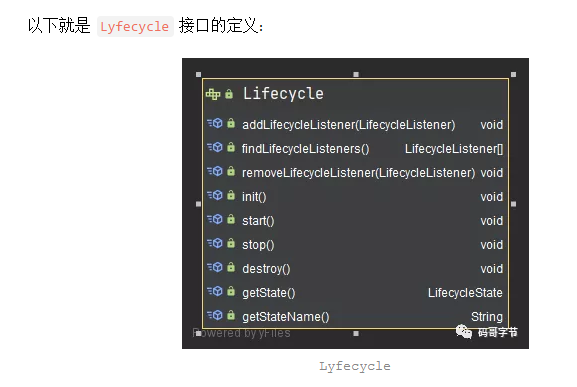 以下就是 Lyfecycle 接口的定义：
Lifecycle
addLifecycleListener(LifecycleListener) void
findLifecycleListeners() LifecycleListener[]
removeLifecycleListener(LifecycleListener) void
init() void
start() void
stop() void
destroy() void
getState() LifecycleState
getStateName() String
Powered by yFiles
码哥字节
Lyfecycle